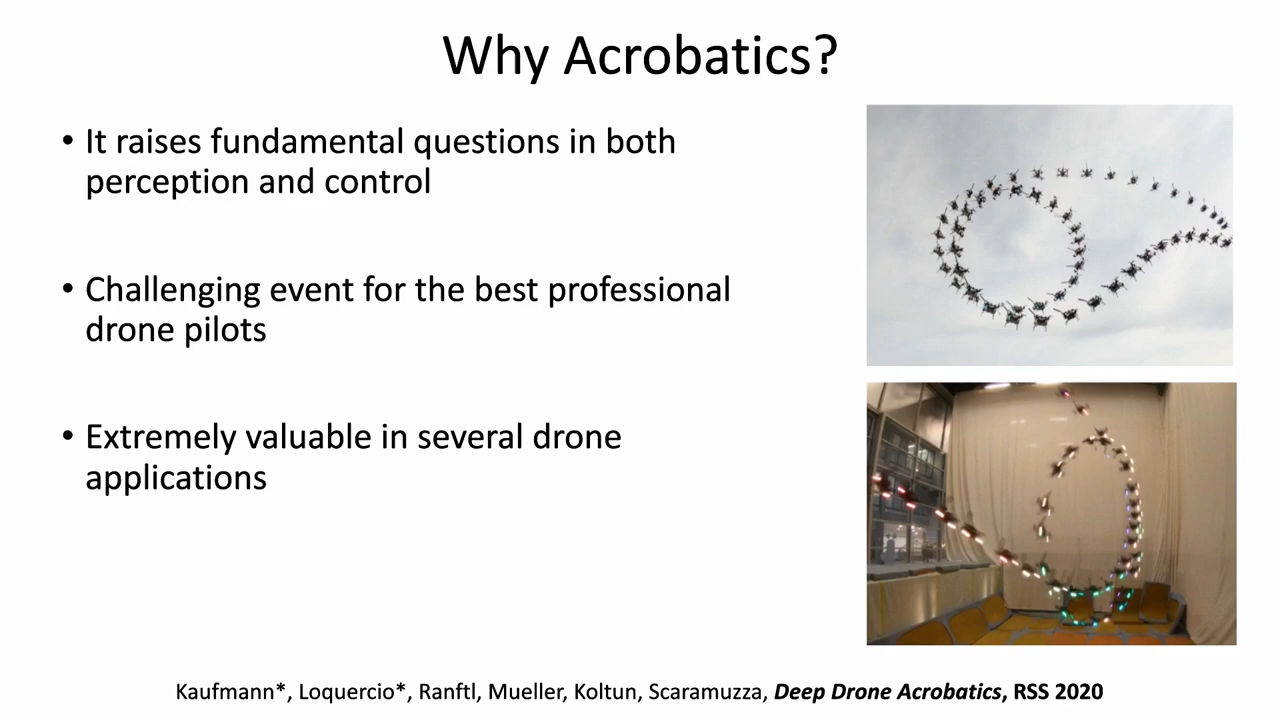 Why Acrobatics?
• It raises fundamental questions in both
perception and control
• Challenging event for the best professional
drone pilots
• Extremely valuable in several drone
applications
Kaufmann*, Loquercio*, Ranftl, Mueller, Koltun, Scaramuzza, Deep Drone Acrobatics, RSS 2020